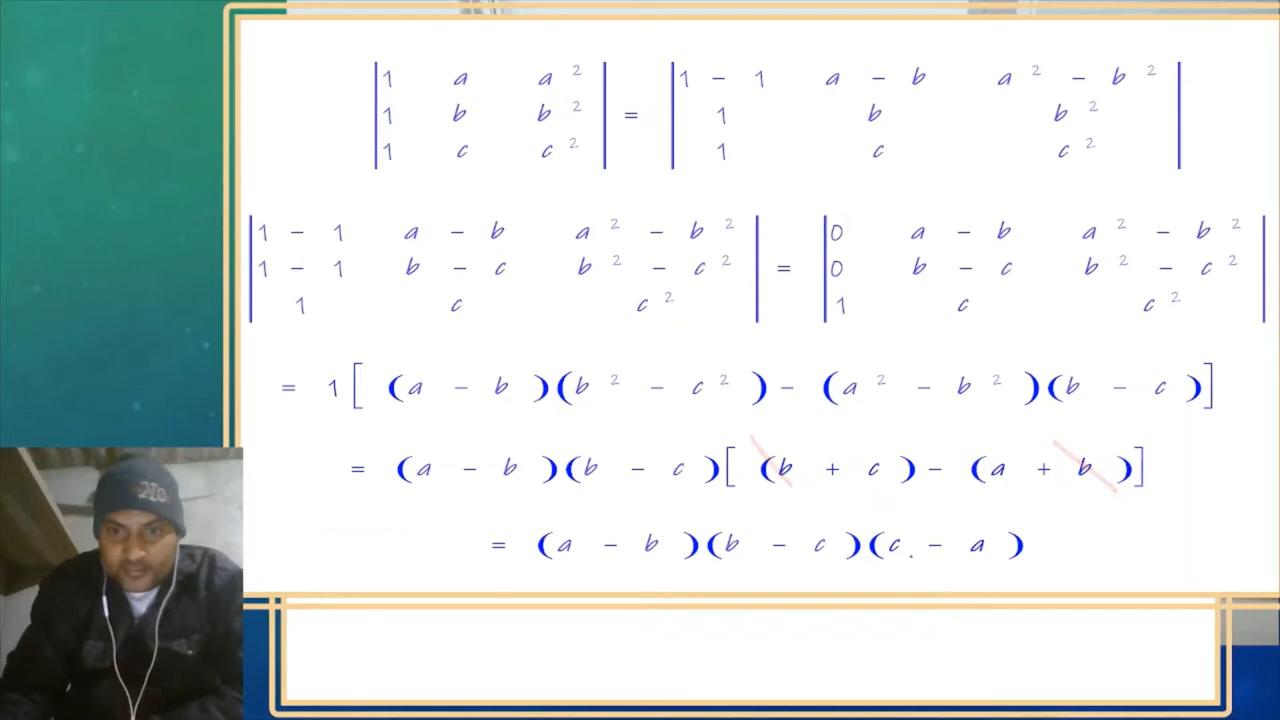 |1 a a² | = |1 - 1 a - b a² - b² |
|1 b b² | |1 b b² |
|1 c c² | |1 c c² |
|1 - 1 a - b a² - b² | = |0 a - b a² - b² |
|1 - 1 b - c b² - c² | |0 b - c b² - c² |
|1 c c² | |1 c c² |
= 1[ (a - b)(b² - c²) - (a² - b²)(b - c)]
= (a - b)(b - c)[ (b + c) - (a + b)]
= (a - b)(b - c)(c - a)